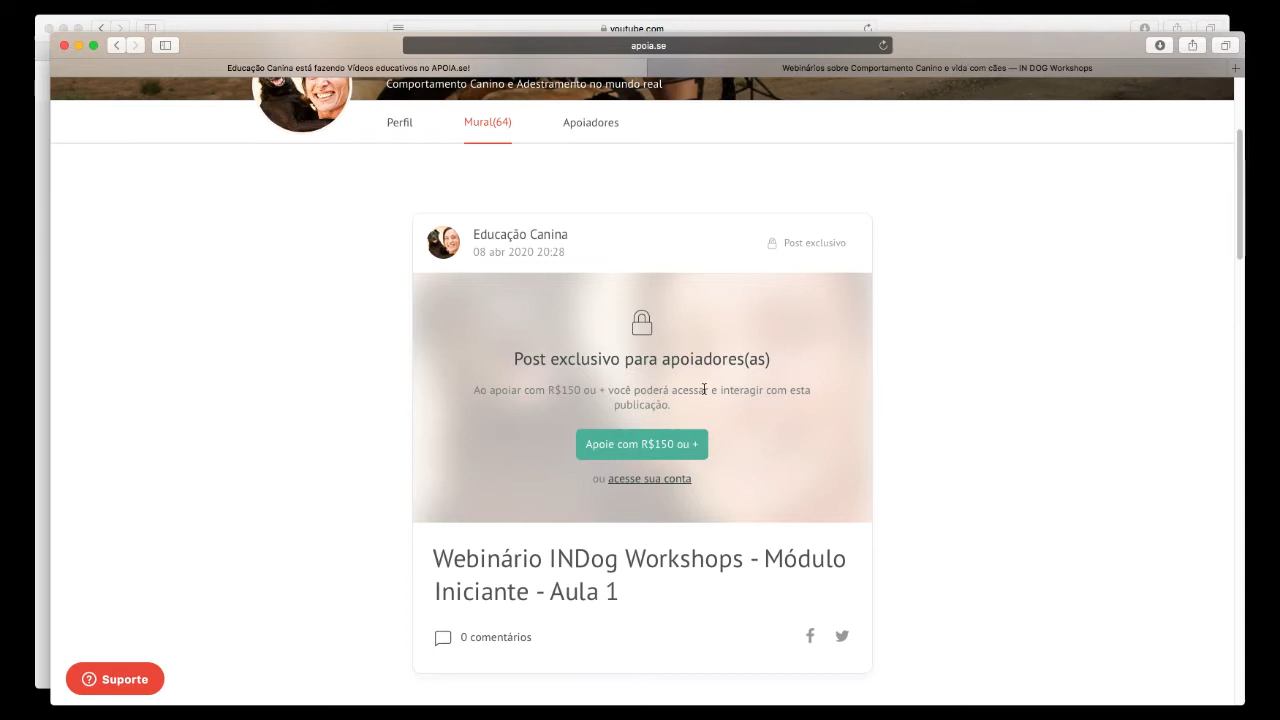 youtube.com
apoia.se
Educação Canina está fazendo Vídeos educativos no APOIA.se!
Webinários sobre Comportamento Canino e vida com cães — IN DOG Workshops
Comportamento Canino e Adestramento no mundo real
Perfil
Mural(64)
Apoiadores
Educação Canina
08 abr 2020 20:28
Post exclusivo
Post exclusivo para apoiadores(as)
Ao apoiar com R$150 ou + você poderá acessar e interagir com esta
publicação.
Apoie com R$150 ou +
ou acesse sua conta
Webinário INDog Workshops - Módulo
Iniciante - Aula 1
0 comentários
Suporte